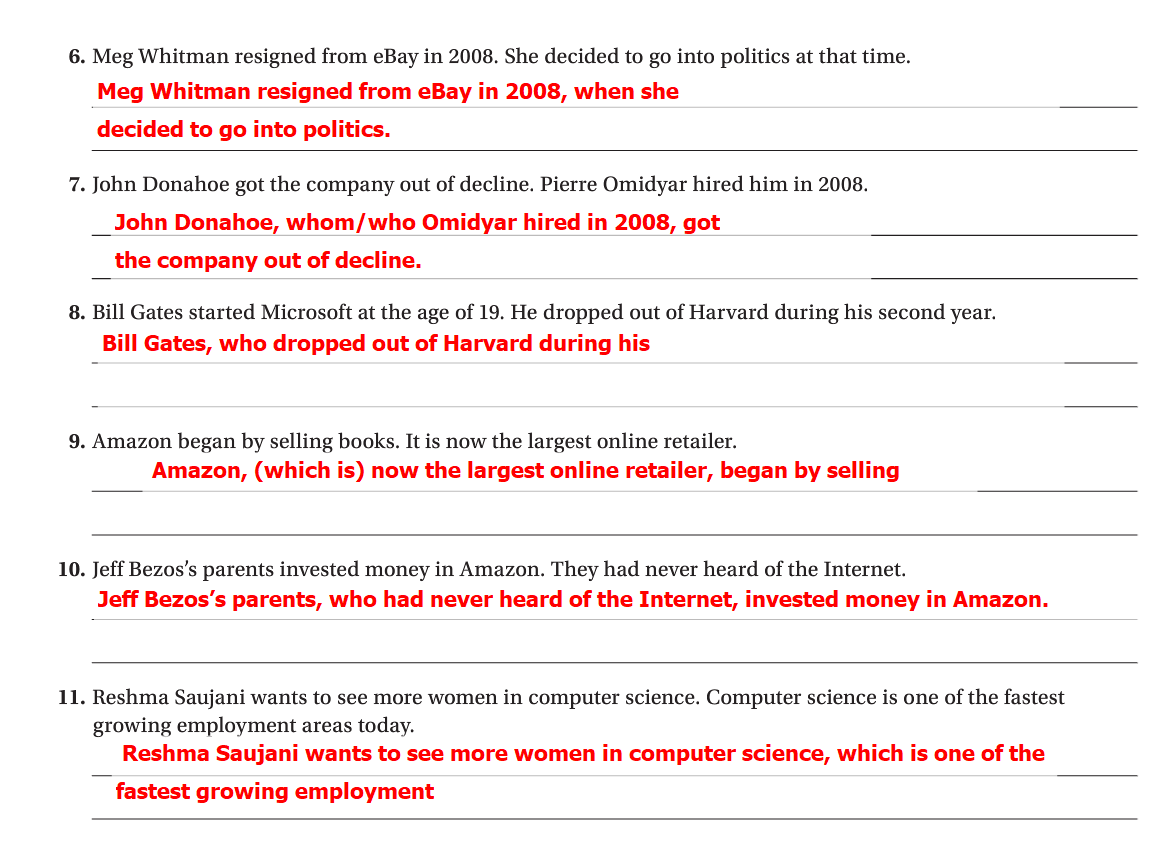 6. Meg Whitman resigned from eBay in 2008. She decided to go into politics at that time.
Meg Whitman resigned from eBay in 2008, when she
decided to go into politics.
7. John Donahoe got the company out of decline. Pierre Omidyar hired him in 2008.
John Donahoe, whom/who Omidyar hired in 2008, got
the company out of decline.
8. Bill Gates started Microsoft at the age of 19. He dropped out of Harvard during his second year.
Bill Gates, who dropped out of Harvard during his
9. Amazon began by selling books. It is now the largest online retailer.
Amazon, (which is) now the largest online retailer, began by selling
10. Jeff Bezos’s parents invested money in Amazon. They had never heard of the Internet.
Jeff Bezos’s parents, who had never heard of the Internet, invested money in Amazon.
11. Reshma Saujani wants to see more women in computer science. Computer science is one of the fastest
growing employment areas today.
Reshma Saujani wants to see more women in computer science, which is one of the
fastest growing employment